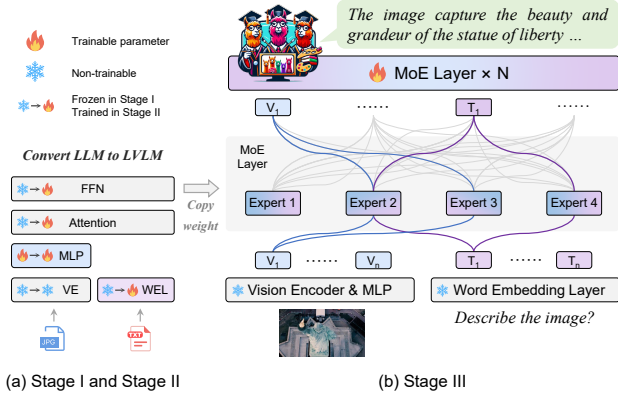 Trainable parameter
Non-trainable
Frozen in Stage I
Trained in Stage II
Convert LLM to LVLM
FFN
Attention
MLP
VE
WEL
JPG
TXT
(a) Stage I and Stage II
Copy
weight
The image capture the beauty and
grandeur of the statue of liberty ...
MoE Layer × N
V1 ...... T1 ......
MoE
Layer
Expert 1 Expert 2 Expert 3 Expert 4
V1 ...... Vn T1 ...... Tn
Vision Encoder & MLP Word Embedding Layer
Describe the image?
(b) Stage III